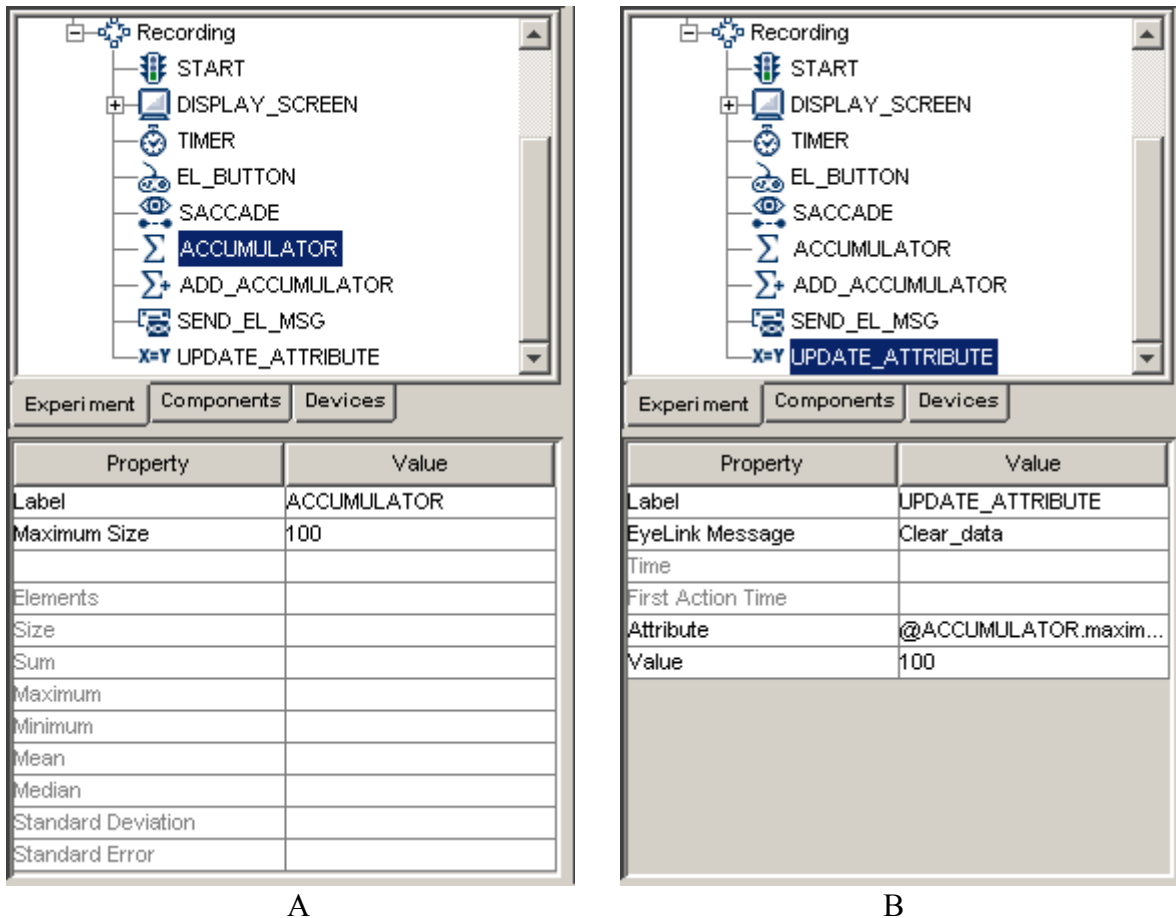 Recording
START
DISPLAY_SCREEN
TIMER
EL_BUTTON
SACCADE
ACCUMULATOR
ADD_ACCUMULATOR
SEND_EL_MSG
X=Y UPDATE_ATTRIBUTE
Experiment Components Devices
Property Value
Label ACCUMULATOR
Maximum Size 100
Elements
Size
Sum
Maximum
Minimum
Mean
Median
Standard Deviation
Standard Error
A
Recording
START
DISPLAY_SCREEN
TIMER
EL_BUTTON
SACCADE
ACCUMULATOR
ADD_ACCUMULATOR
SEND_EL_MSG
X=Y UPDATE_ATTRIBUTE
Experiment Components Devices
Property Value
Label UPDATE_ATTRIBUTE
EyeLink Message Clear_data
Time
First Action Time
Attribute @ACCUMULATOR.maxim...
Value 100
B